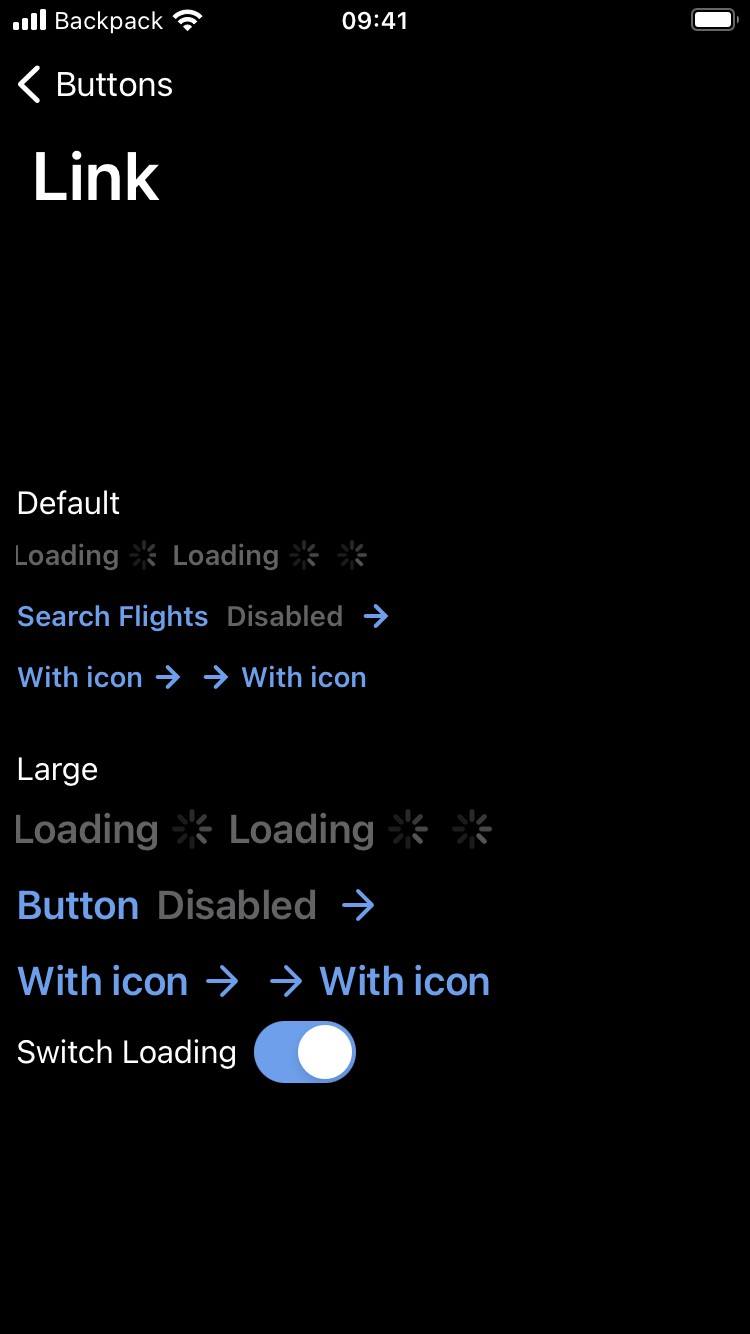 Backpack 09:41
Buttons
Link
Default
Loading Loading
Search Flights Disabled
With icon With icon
Large
Loading Loading
Button Disabled
With icon With icon
Switch Loading